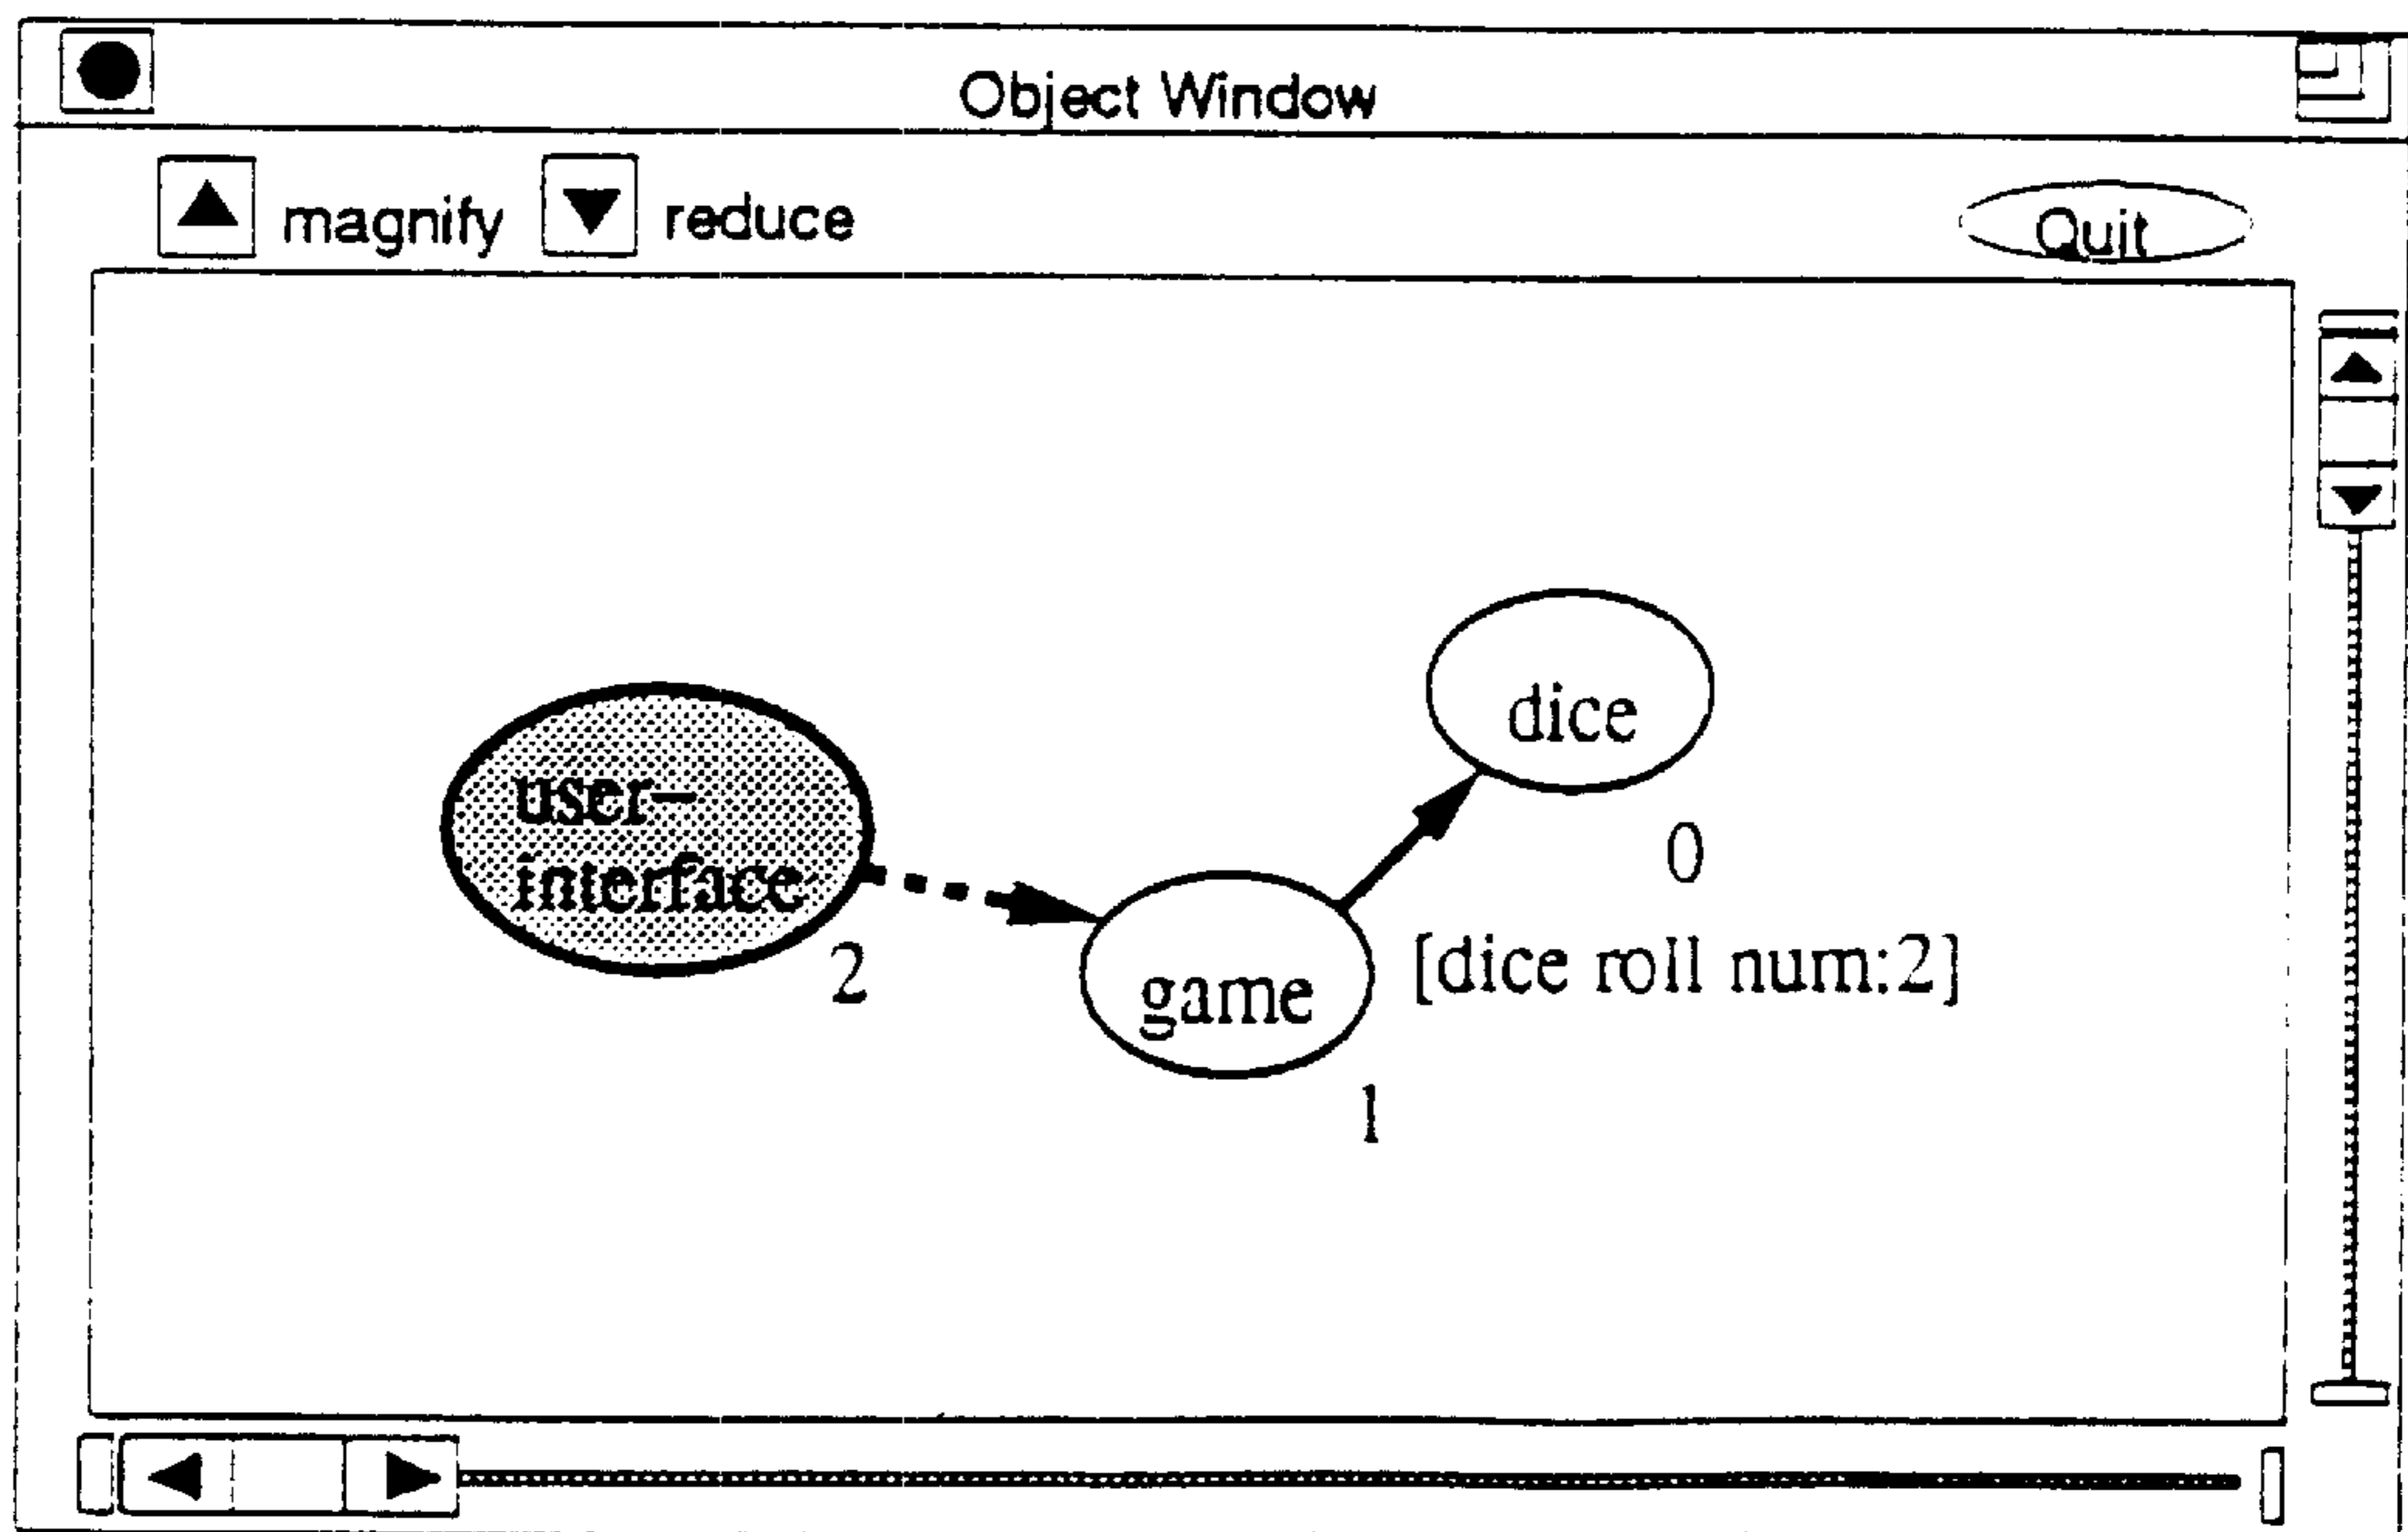 Object Window
magnify reduce Quit
dice
user-
interface
0
2
game
[dice roll num:2]
1